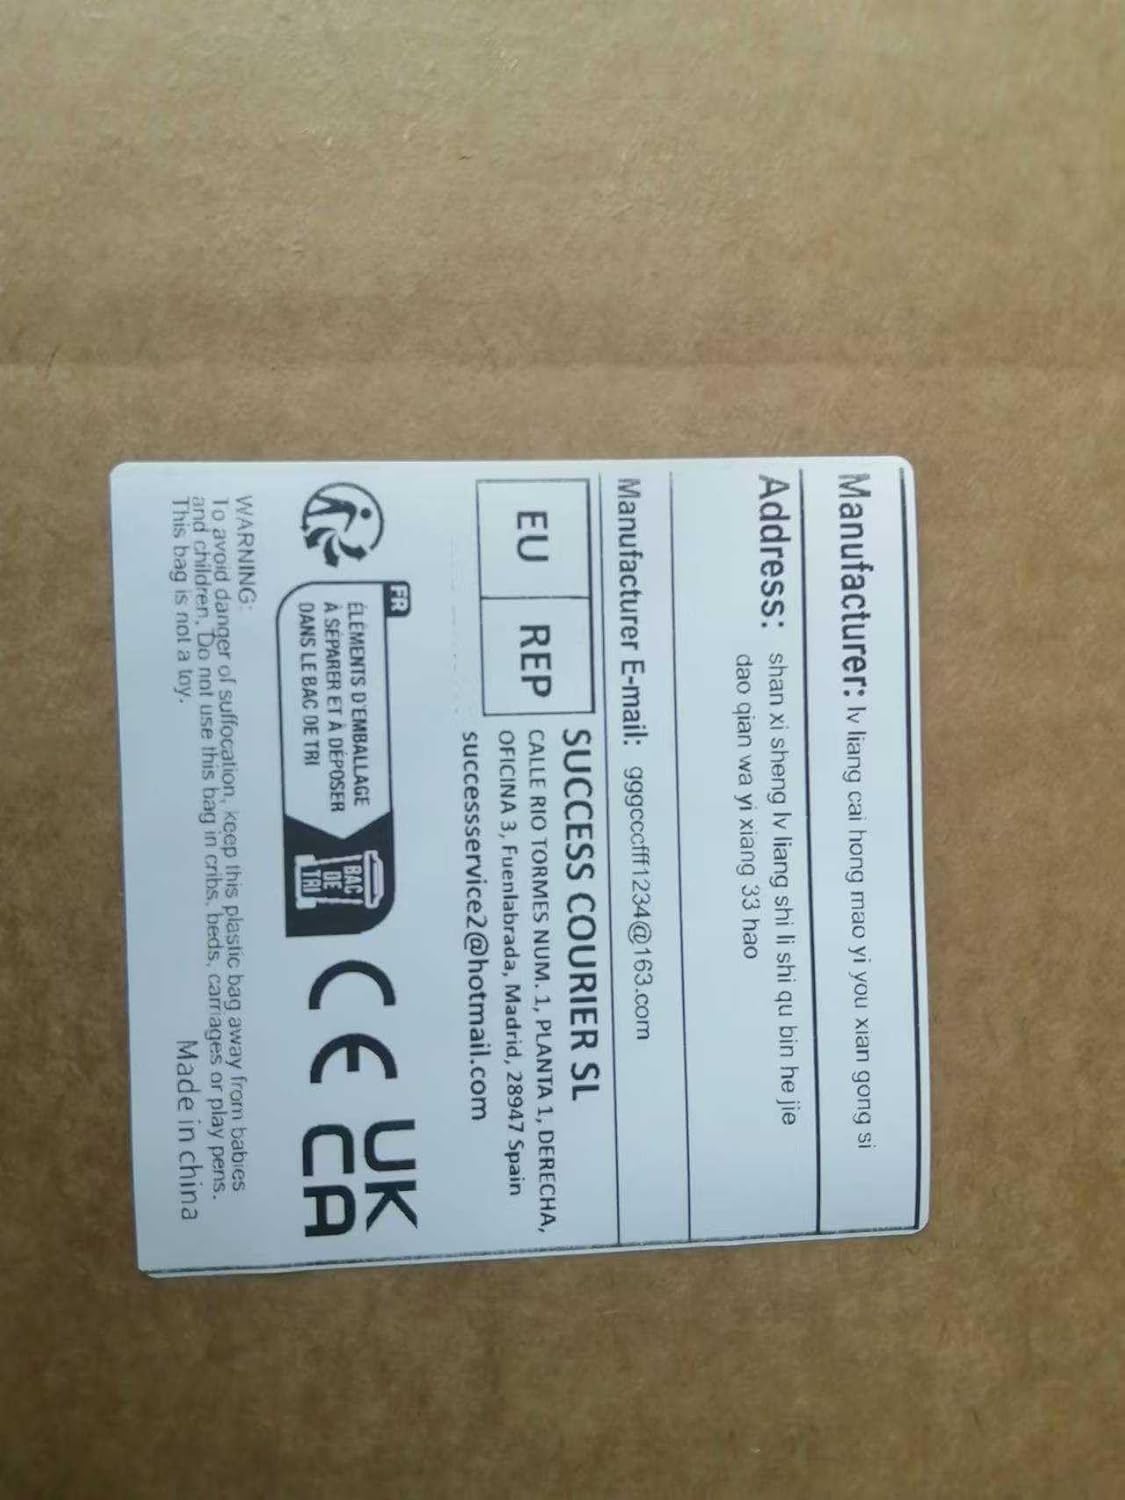 Manufacturer: lv liang cai hong mao yi you xian gong si
Address: shan xi sheng lv liang shi li shi qu bin he jie
dao qian wa yi xiang 33 hao
Manufacturer E-mail: gggcccfff1234@163.com
EU REP
SUCCESS COURIER SL
CALLE RIO TORMES NUM. 1, PLANTA 1, DERECHA,
OFICINA 3, Fuenlabrada, Madrid, 28947 Spain
successservice2@hotmail.com
FR
ÉLÉMENTS D'EMBALLAGE
À SÉPARER ET À DÉPOSER
DANS LE BAC DE TRI
BAC
DE
TRI
CE
UK
CA
WARNING:
To avoid danger of suffocation, keep this plastic bag away from babies
and children. Do not use this bag in cribs, beds, carriages or play pens.
This bag is not a toy.
Made in china